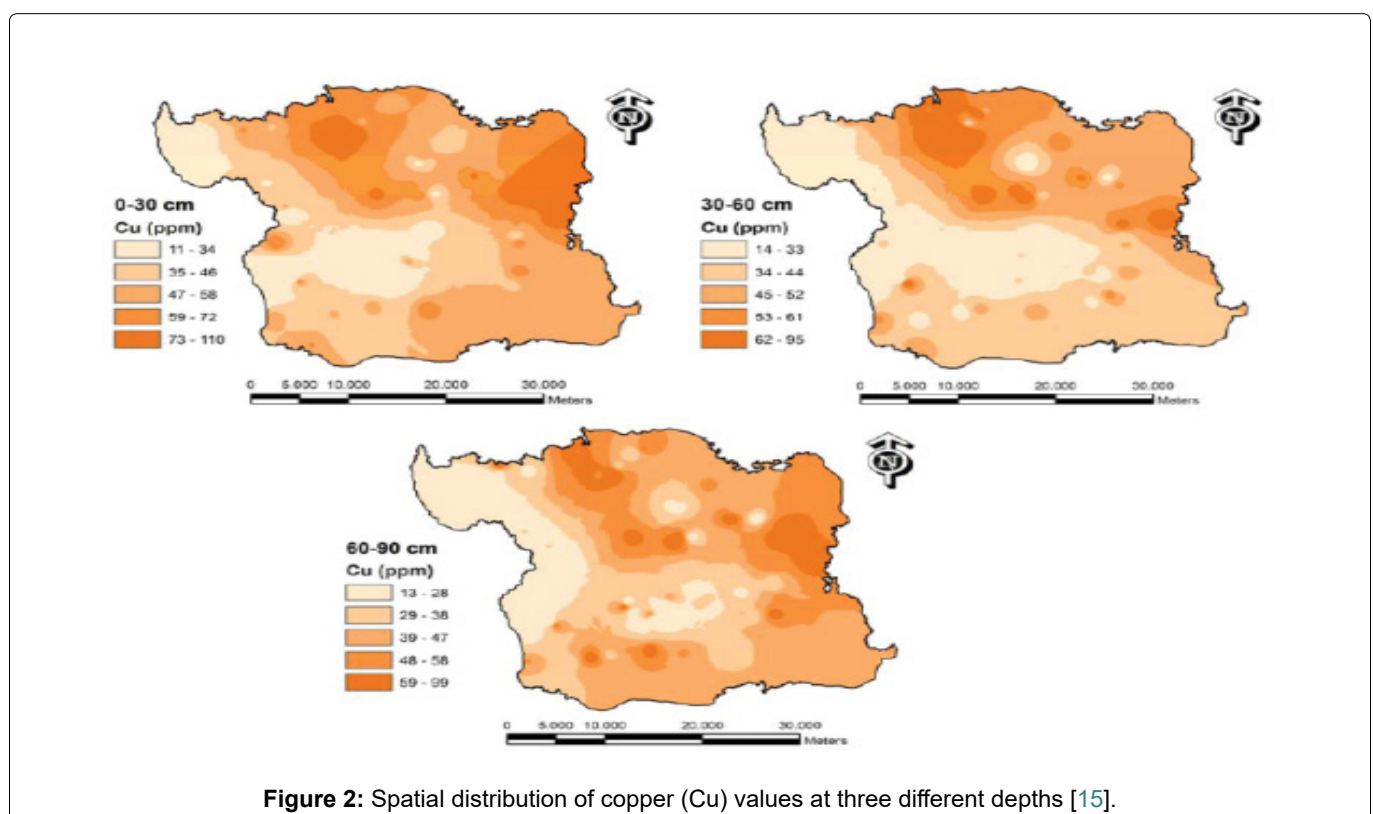 N
0-30 cm
Cu (ppm)
11 - 34
35 - 46
47 - 58
59 - 72
73 - 110
0 5.000 10.000 20.000 30.000
Meters
N
30-60 cm
Cu (ppm)
14 - 33
34 - 44
45 - 52
53 - 61
62 - 95
0 5.000 10.000 20.000 30.000
Meters
N
60-90 cm
Cu (ppm)
13 - 28
29 - 38
39 - 47
48 - 58
59 - 99
0 5.000 10.000 20.000 30.000
Meters
Figure 2: Spatial distribution of copper (Cu) values at three different depths [15].